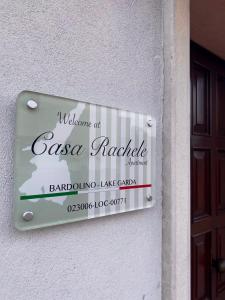 Welcome at
Casa Rachele
Apartment
BARDOLINO - LAKE GARDA
023006-LOC-00771